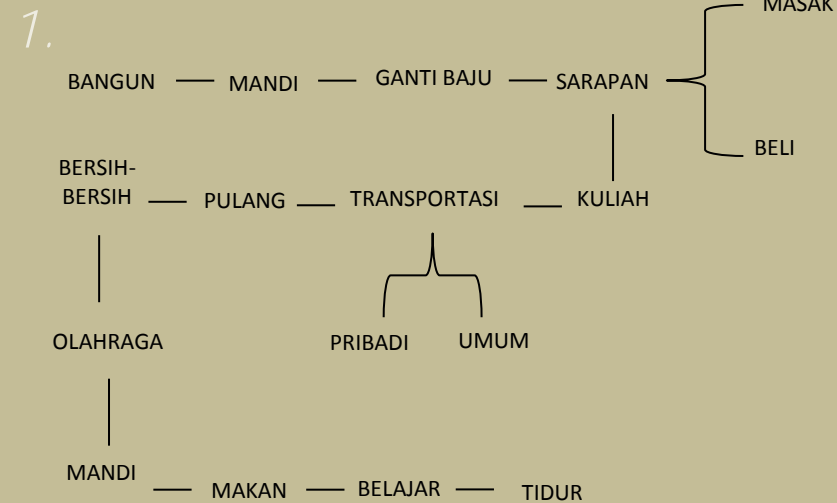 1.
MASAK
BANGUN MANDI GANTI BAJU SARAPAN
BELI
BERSIH-
BERSIH PULANG TRANSPORTASI KULIAH
OLAHRAGA PRIBADI UMUM
MANDI
MAKAN BELAJAR TIDUR